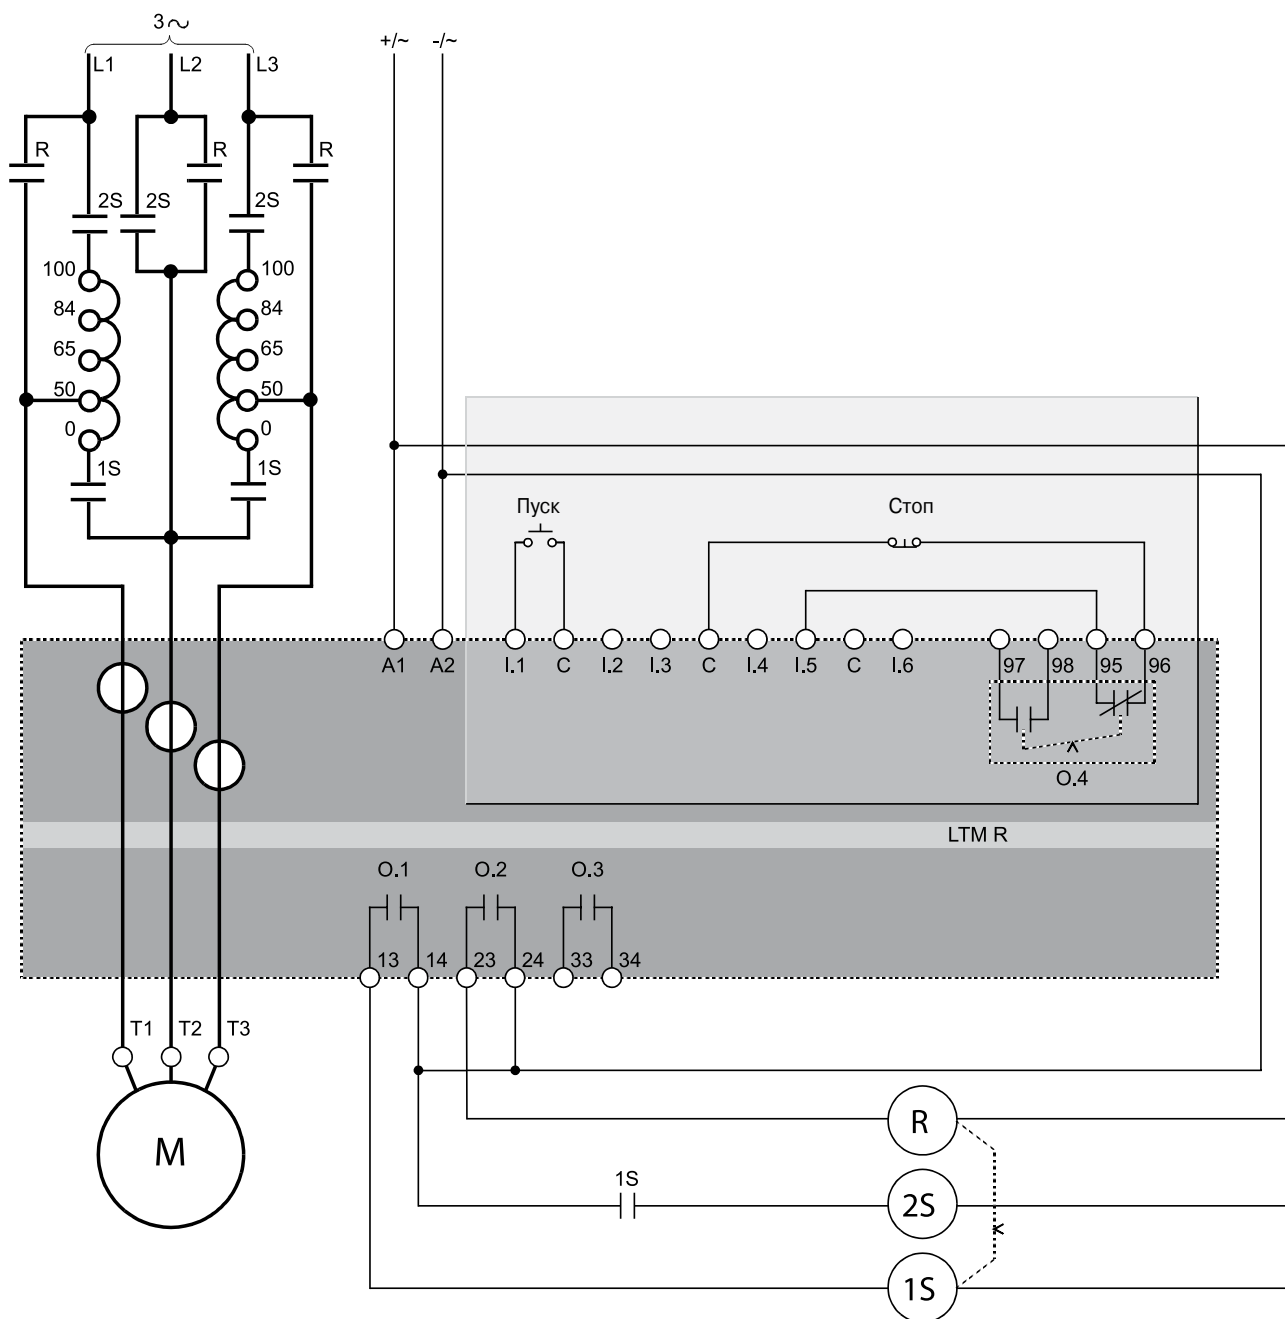 3~
+/~ -/~
L1 L2 L3
R R R
2S 2S 2S
100 100
84 84
65 65
50 50
0 0
1S 1S
Пуск Стоп
A1 A2 I.1 C I.2 I.3 C I.4 I.5 C I.6 97 98 95 96
O.4
LTM R
O.1 O.2 O.3
13 14 23 24 33 34
T1 T2 T3
M
R
1S
2S
1S